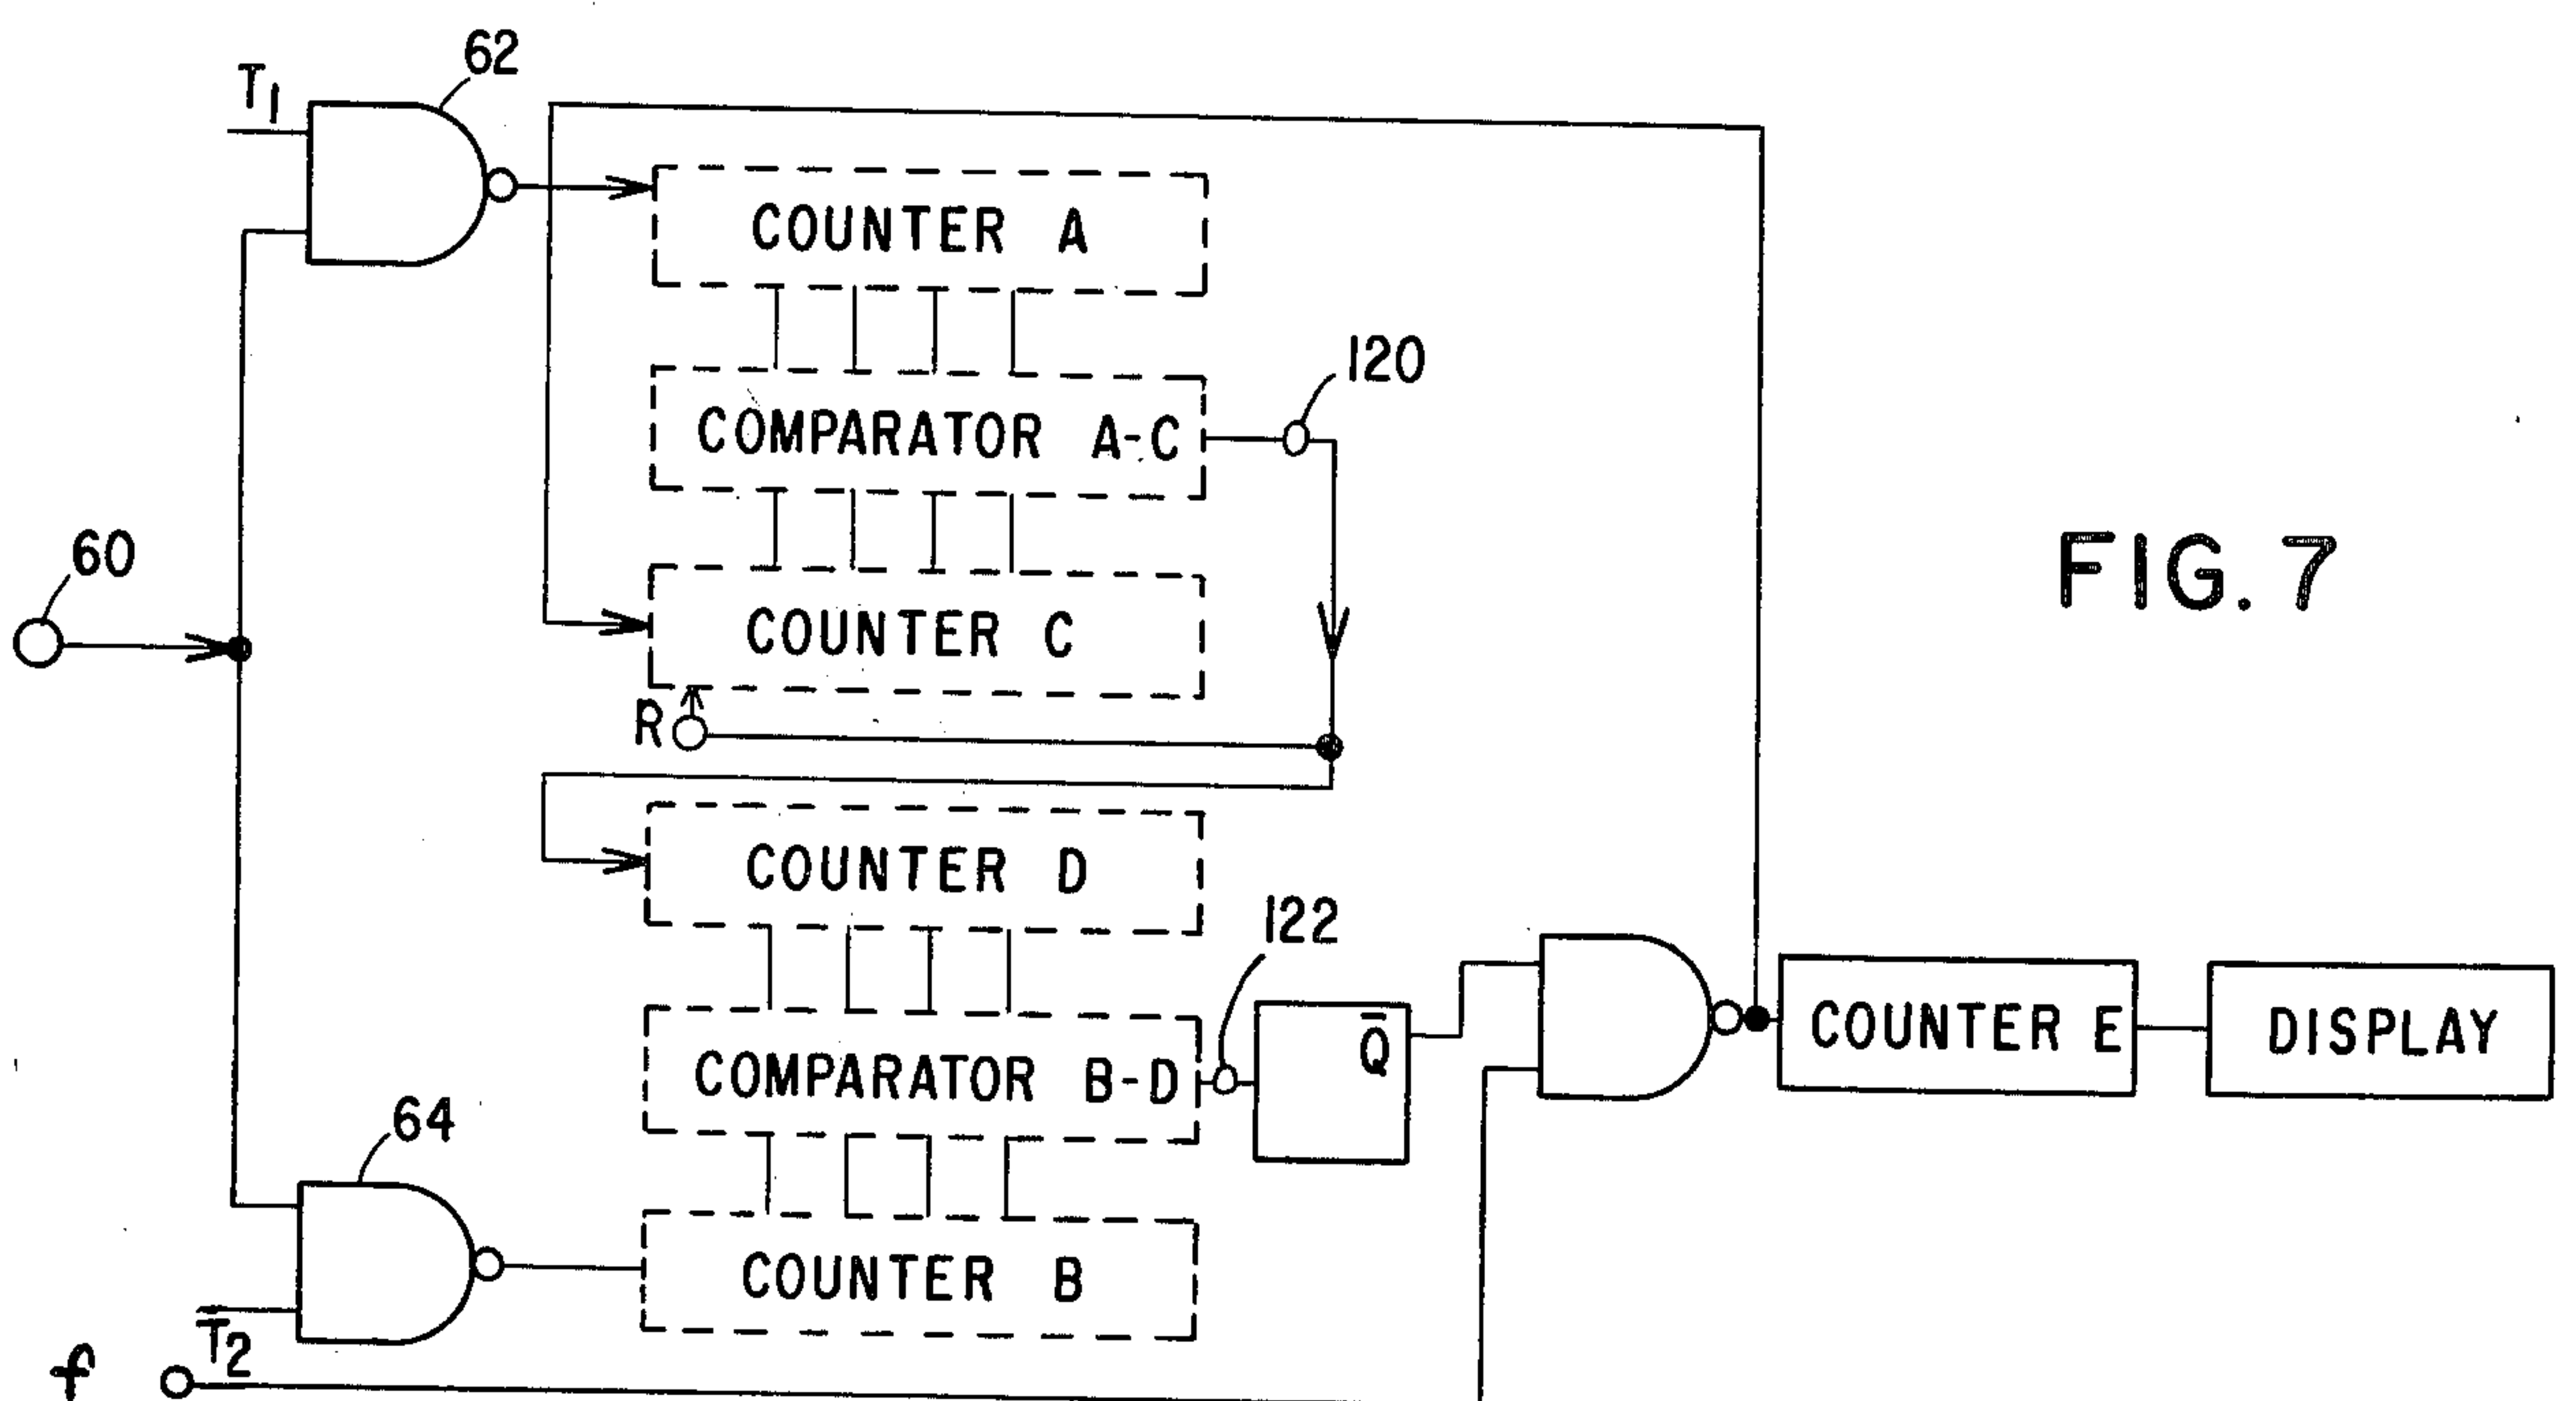 62
T1
COUNTER A
120
COMPARATOR A-C
60
FIG. 7
COUNTER C
R
COUNTER D
122
Q̅
COUNTER E
DISPLAY
COMPARATOR B-D
64
COUNTER B
T2
f